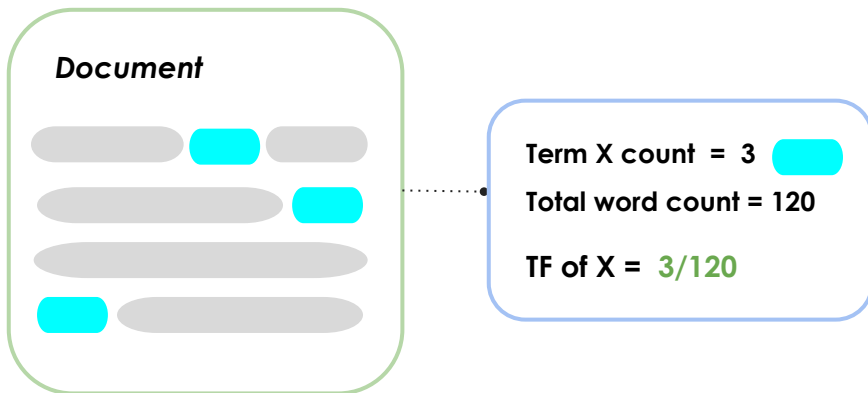 Document
Term X count = 3
Total word count = 120
TF of X = 3/120